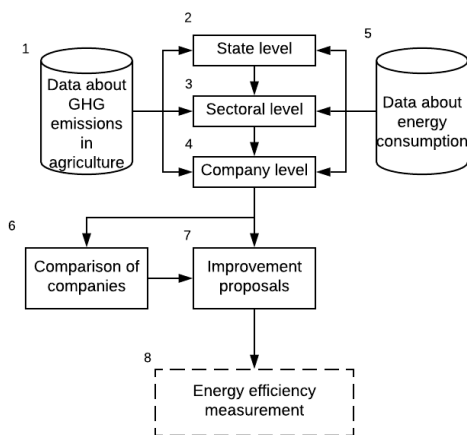 2
State level
1
5
Data about
GHG
emissions
in
agriculture
3
Sectoral level
Data about
energy
consumption
4
Company level
6
Comparison of
companies
7
Improvement
proposals
8
Energy efficiency
measurement